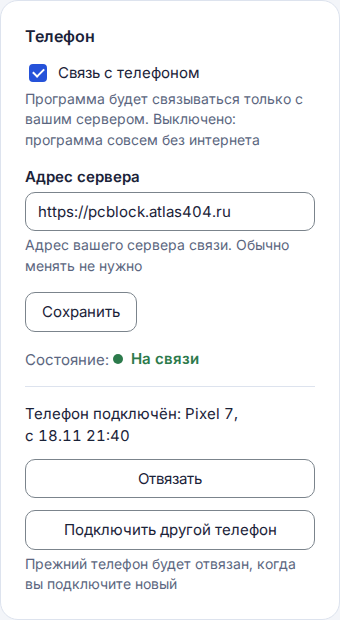 Телефон
Связь с телефоном
Программа будет связываться только с
вашим сервером. Выключено:
программа совсем без интернета
Адрес сервера
https://pcblock.atlas404.ru
Адрес вашего сервера связи. Обычно
менять не нужно
Сохранить
Состояние: На связи
Телефон подключён: Pixel 7,
с 18.11 21:40
Отвязать
Подключить другой телефон
Прежний телефон будет отвязан, когда
вы подключите новый